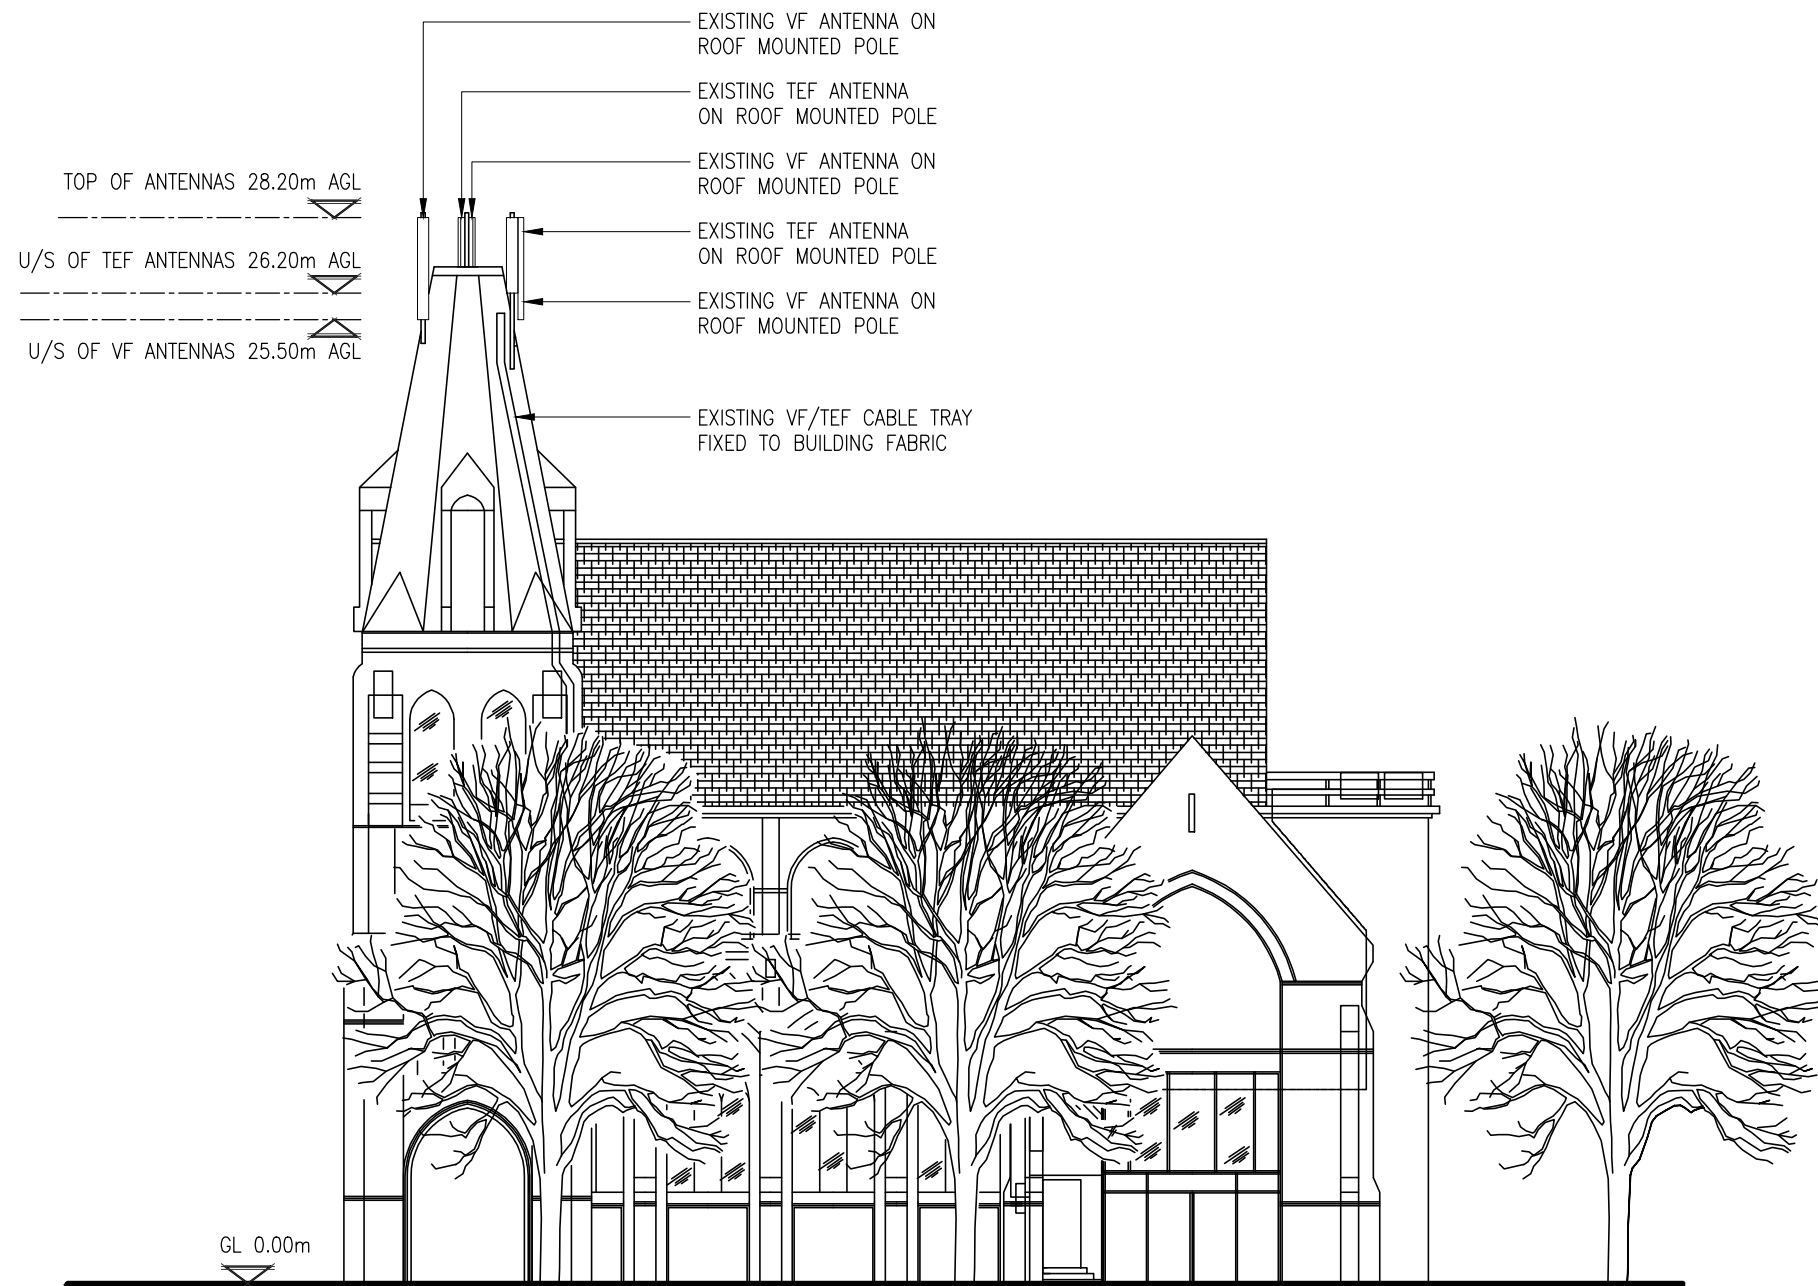 EXISTING VF ANTENNA ON
ROOF MOUNTED POLE
EXISTING TEF ANTENNA
ON ROOF MOUNTED POLE
EXISTING VF ANTENNA ON
ROOF MOUNTED POLE
TOP OF ANTENNAS 28.20m AGL
EXISTING TEF ANTENNA
ON ROOF MOUNTED POLE
U/S OF TEF ANTENNAS 26.20m AGL
EXISTING VF ANTENNA ON
ROOF MOUNTED POLE
U/S OF VF ANTENNAS 25.50m AGL
EXISTING VF/TEF CABLE TRAY
FIXED TO BUILDING FABRIC
GL 0.00m